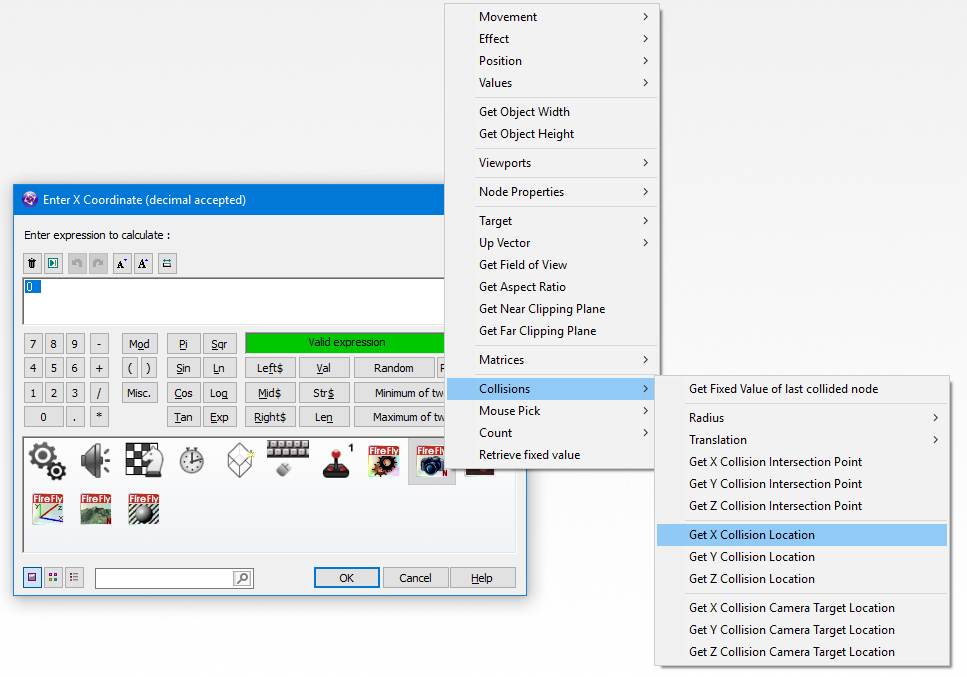 Movement
Effect
Position
Values
Get Object Width
Get Object Height
Viewports
Node Properties
Target
Up Vector
Get Field of View
Get Aspect Ratio
Get Near Clipping Plane
Get Far Clipping Plane
Matrices
Collisions
Mouse Pick
Count
Retrieve fixed value
Get Fixed Value of last collided node
Radius
Translation
Get X Collision Intersection Point
Get Y Collision Intersection Point
Get Z Collision Intersection Point
Get X Collision Location
Get Y Collision Location
Get Z Collision Location
Get X Collision Camera Target Location
Get Y Collision Camera Target Location
Get Z Collision Camera Target Location
Enter X Coordinate (decimal accepted)
Enter expression to calculate :
A A
0
7 8 9 - Mod Pi Sqr Valid expression
4 5 6 + ( ) Sin Ln Left$ Val Random
1 2 3 / Misc. Cos Log Mid$ Str$ Minimum of tw
0 . * Tan Exp Right$ Len Maximum of tw
1 FireFly FireFly N
FireFly Z Y X FireFly N FireFly
OK Cancel Help